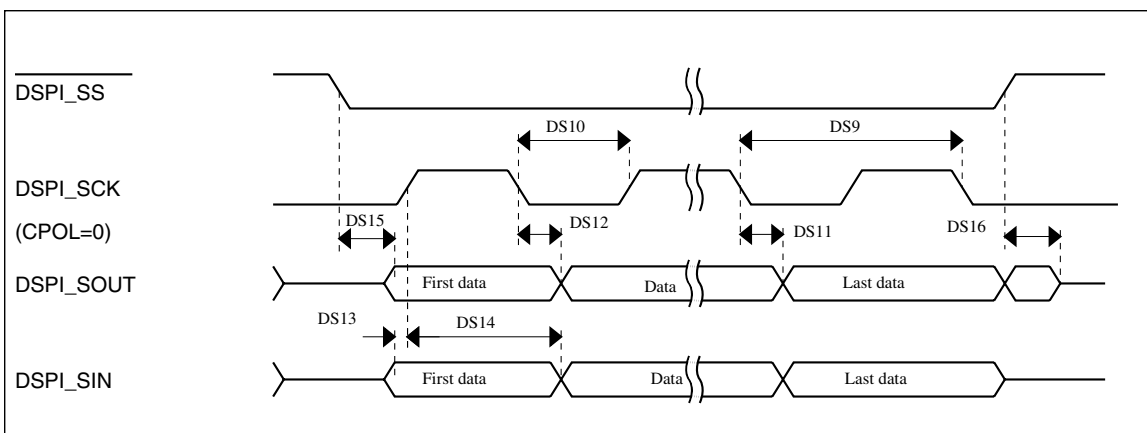 DSPI_SS
DS10
DS9
DSPI_SCK
(CPOL=0)
DS15
DS12
DS11
DS16
DSPI_SOUT
First data
Data
Last data
DS13
DS14
DSPI_SIN
First data
Data
Last data